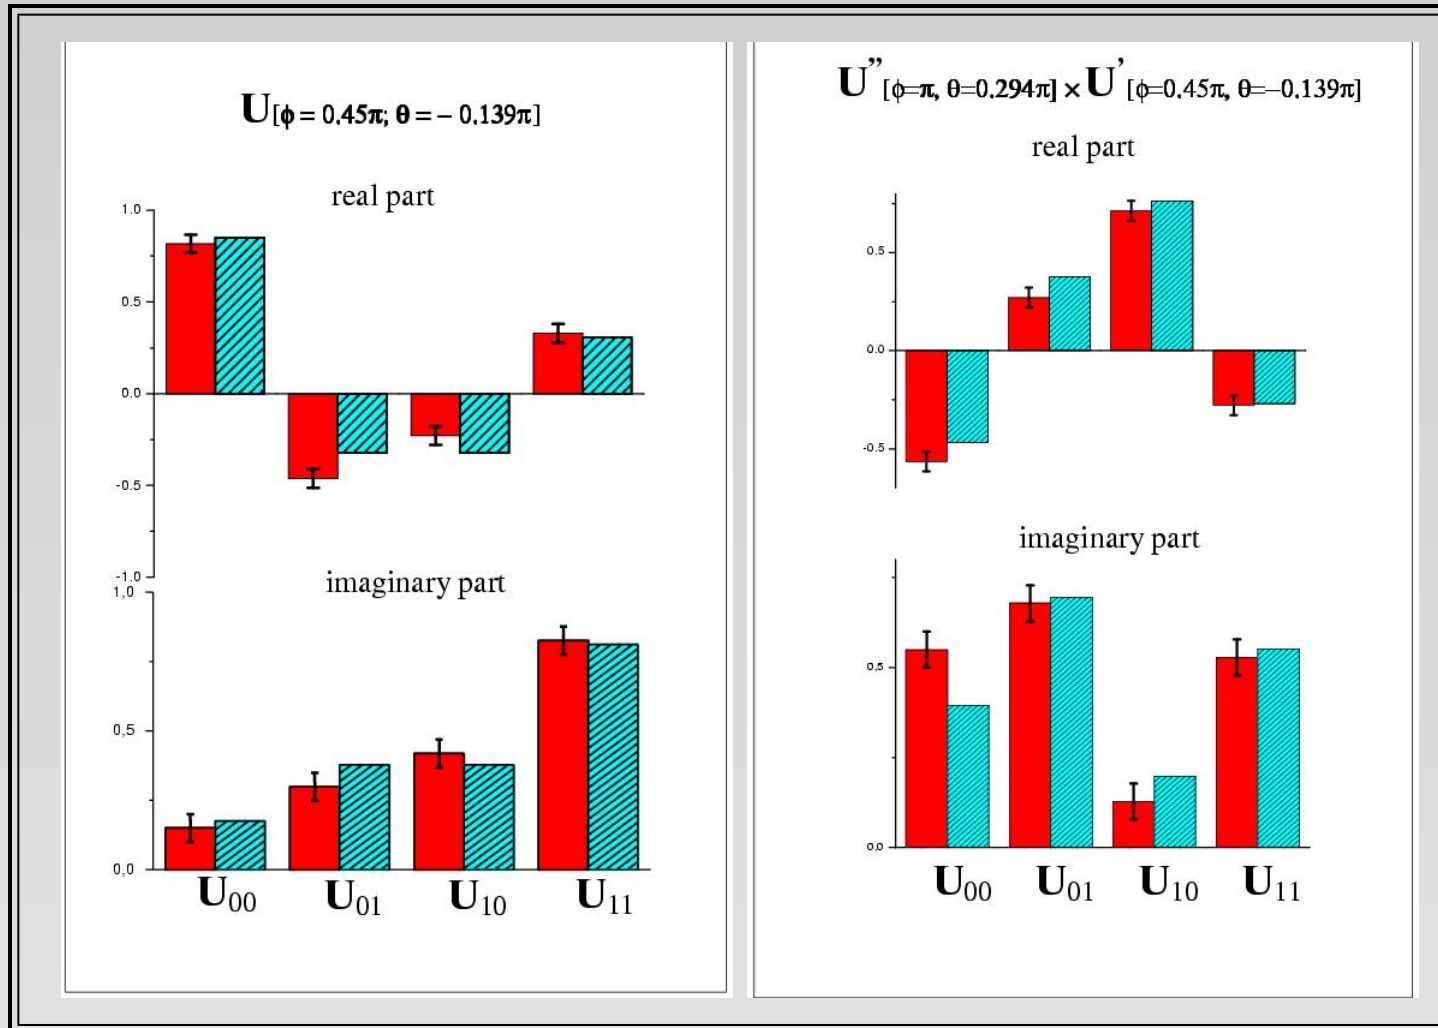 U[ϕ = 0.45π; θ = − 0.139π]
real part
1.0
0.5
0.0
-0.5
-1.0
imaginary part
1,0
0,5
0,0
U00 U01 U10 U11
U”[ϕ=π, θ=0.294π] × U’[ϕ=0.45π, θ=−0.139π]
real part
0.5
0.0
-0.5
imaginary part
0,5
0,0
U00 U01 U10 U11